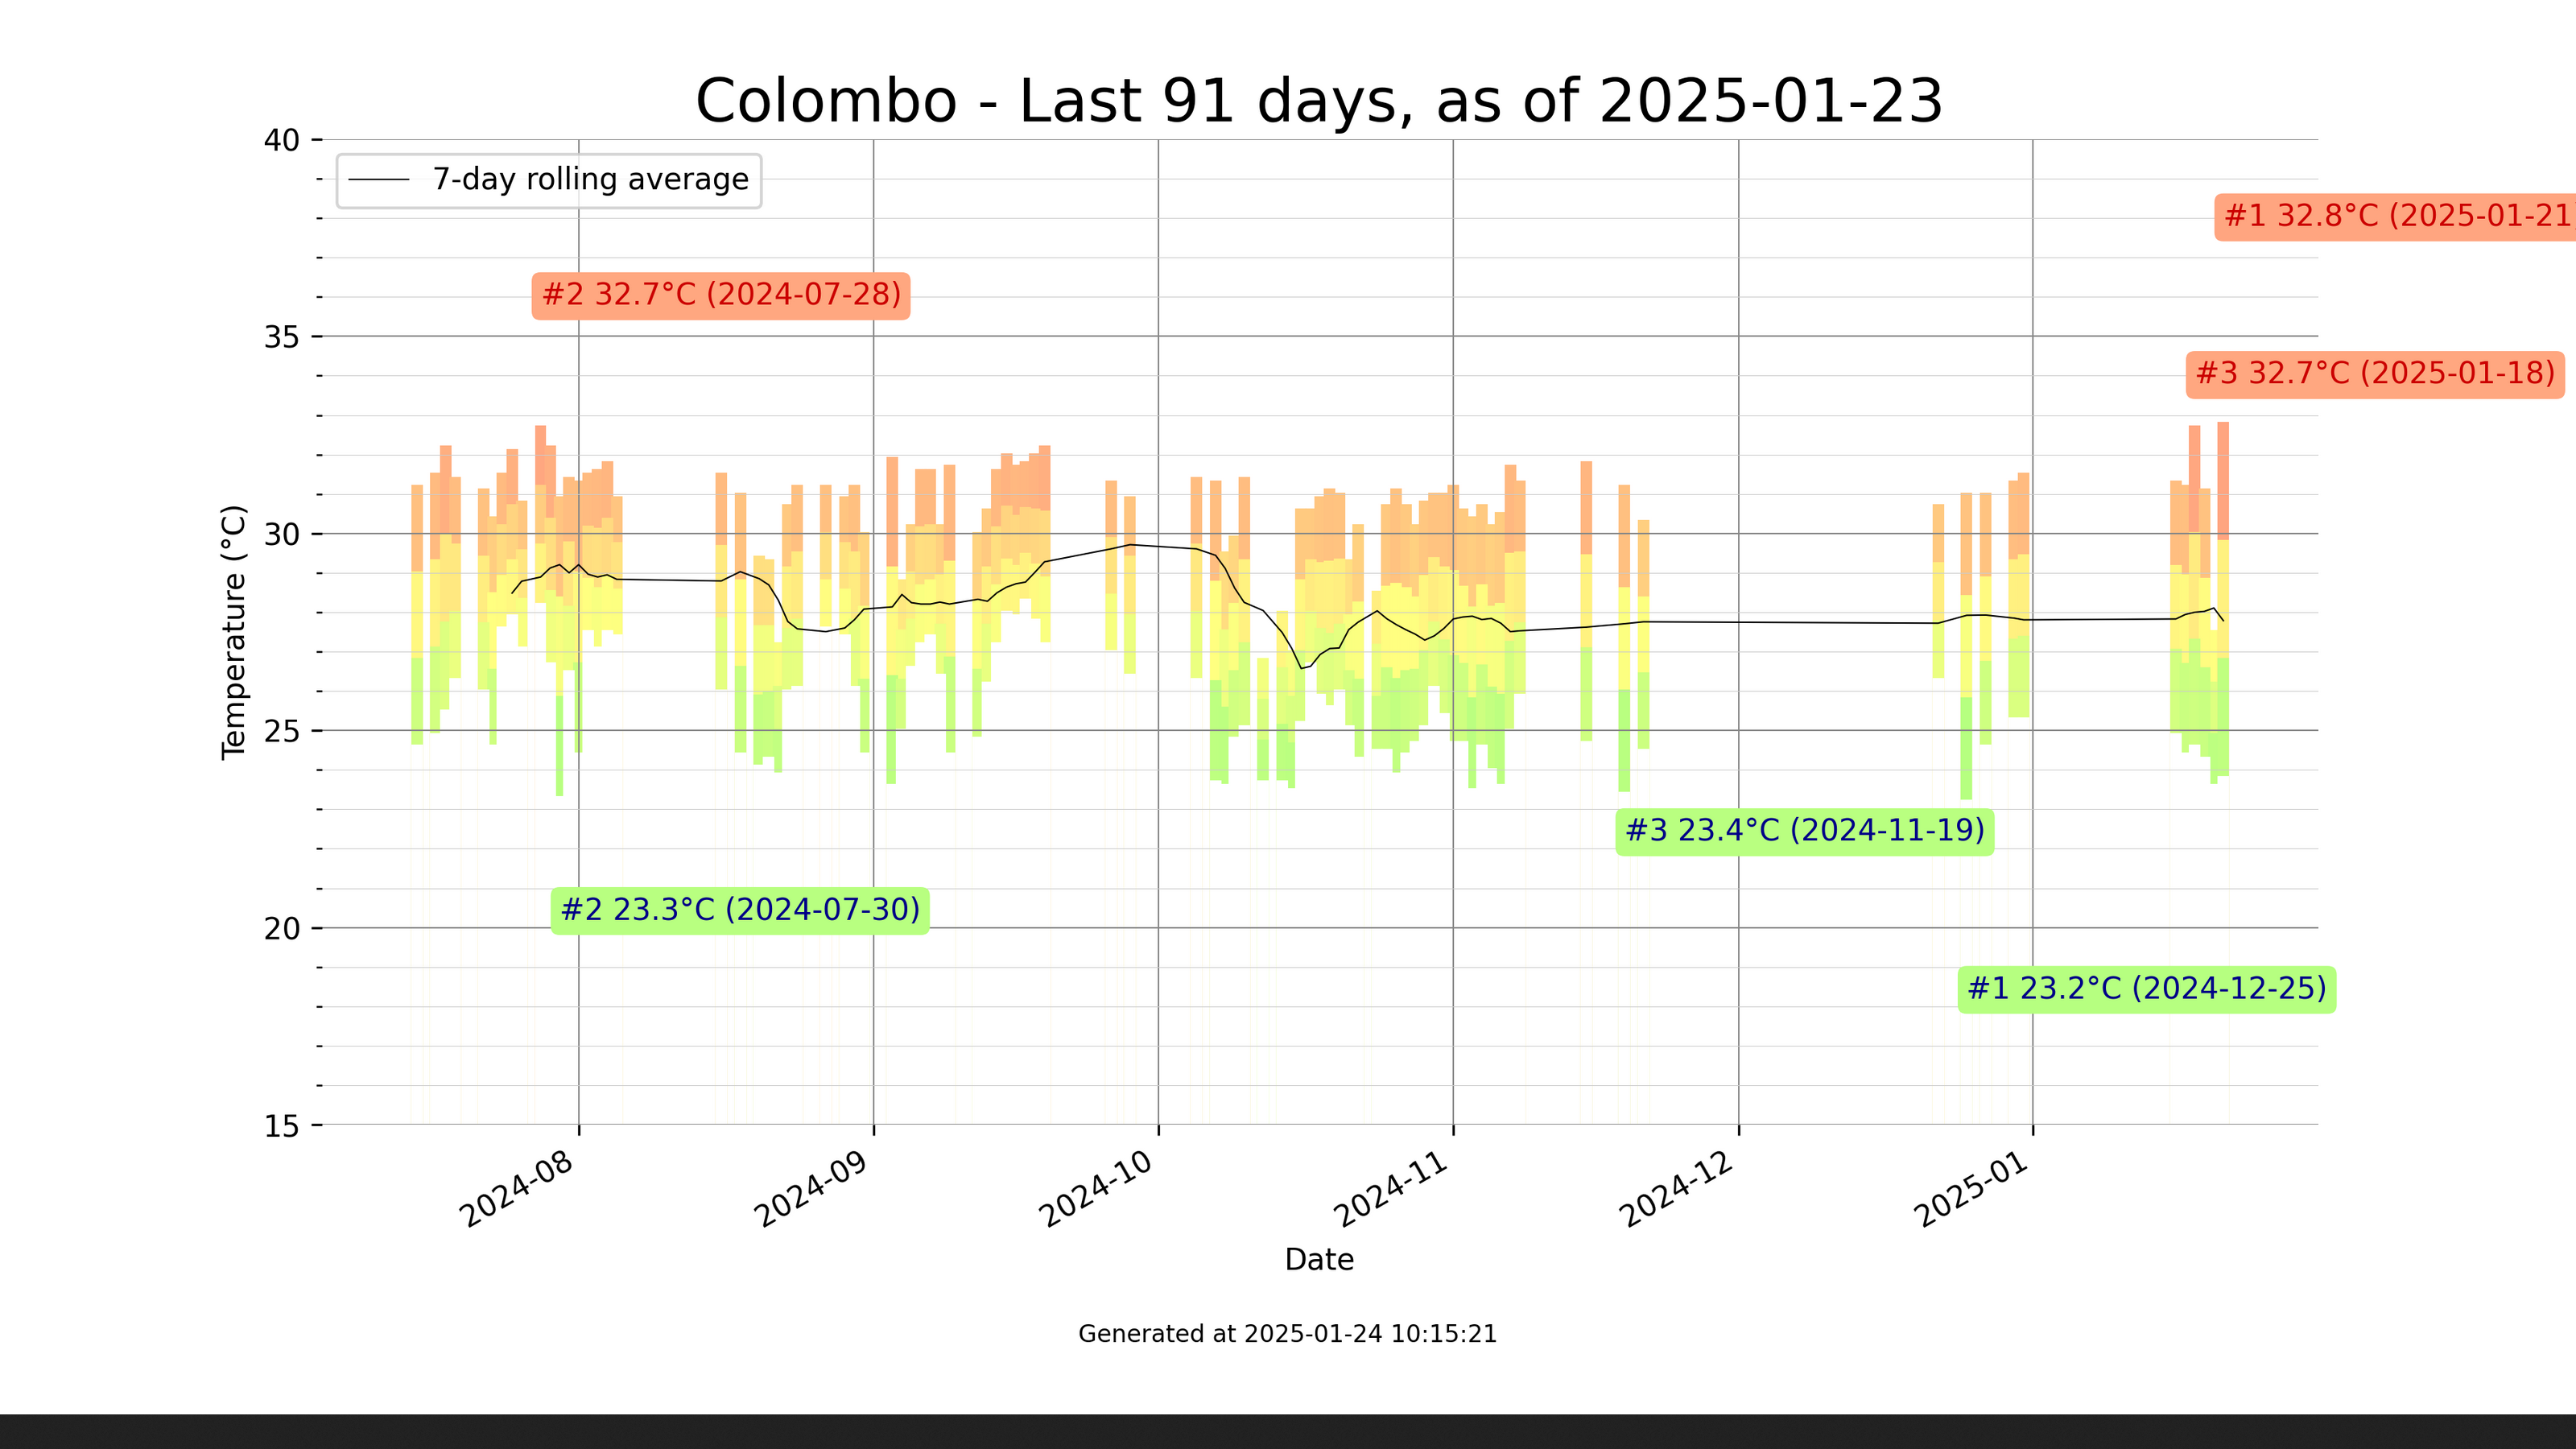 Colombo - Last 91 days, as of 2025-01-23
40
7-day rolling average
#1 32.8°C (2025-01-21
#2 32.7°C (2024-07-28)
35
#3 32.7°C (2025-01-18)
30
Temperature (°C)
25
#3 23.4°C (2024-11-19)
#2 23.3°C (2024-07-30)
20
#1 23.2°C (2024-12-25)
15
2024-08
2024-09
2024-10
2024-11
2024-12
2025-01
Date
Generated at 2025-01-24 10:15:21